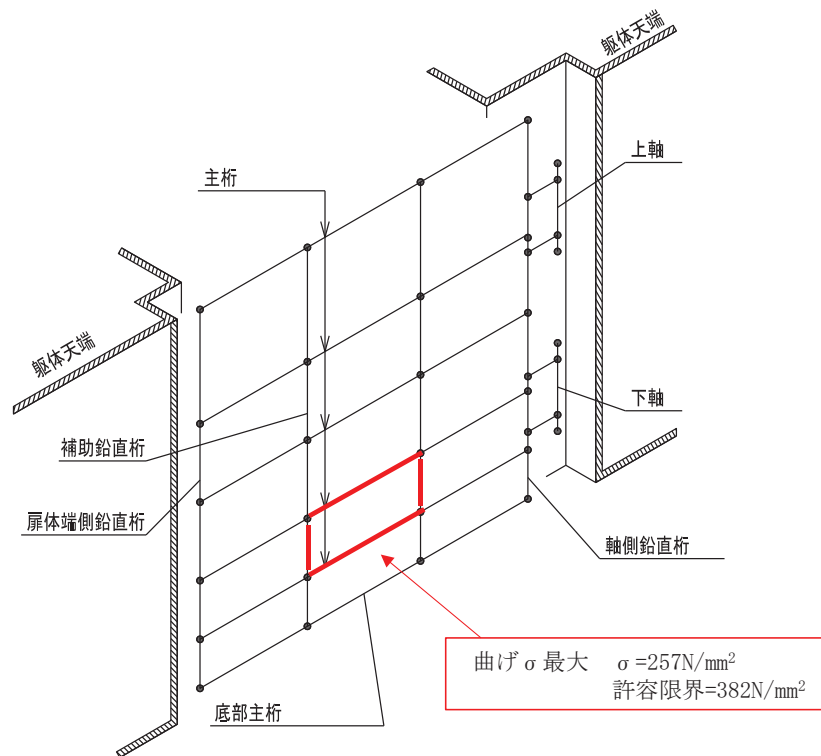 躯体天端
上軸
主桁
躯体天端
下軸
補助鉛直桁
扉体端側鉛直桁
軸側鉛直桁
曲げσ最大 σ=257N/mm²
許容限界=382N/mm²
底部主桁